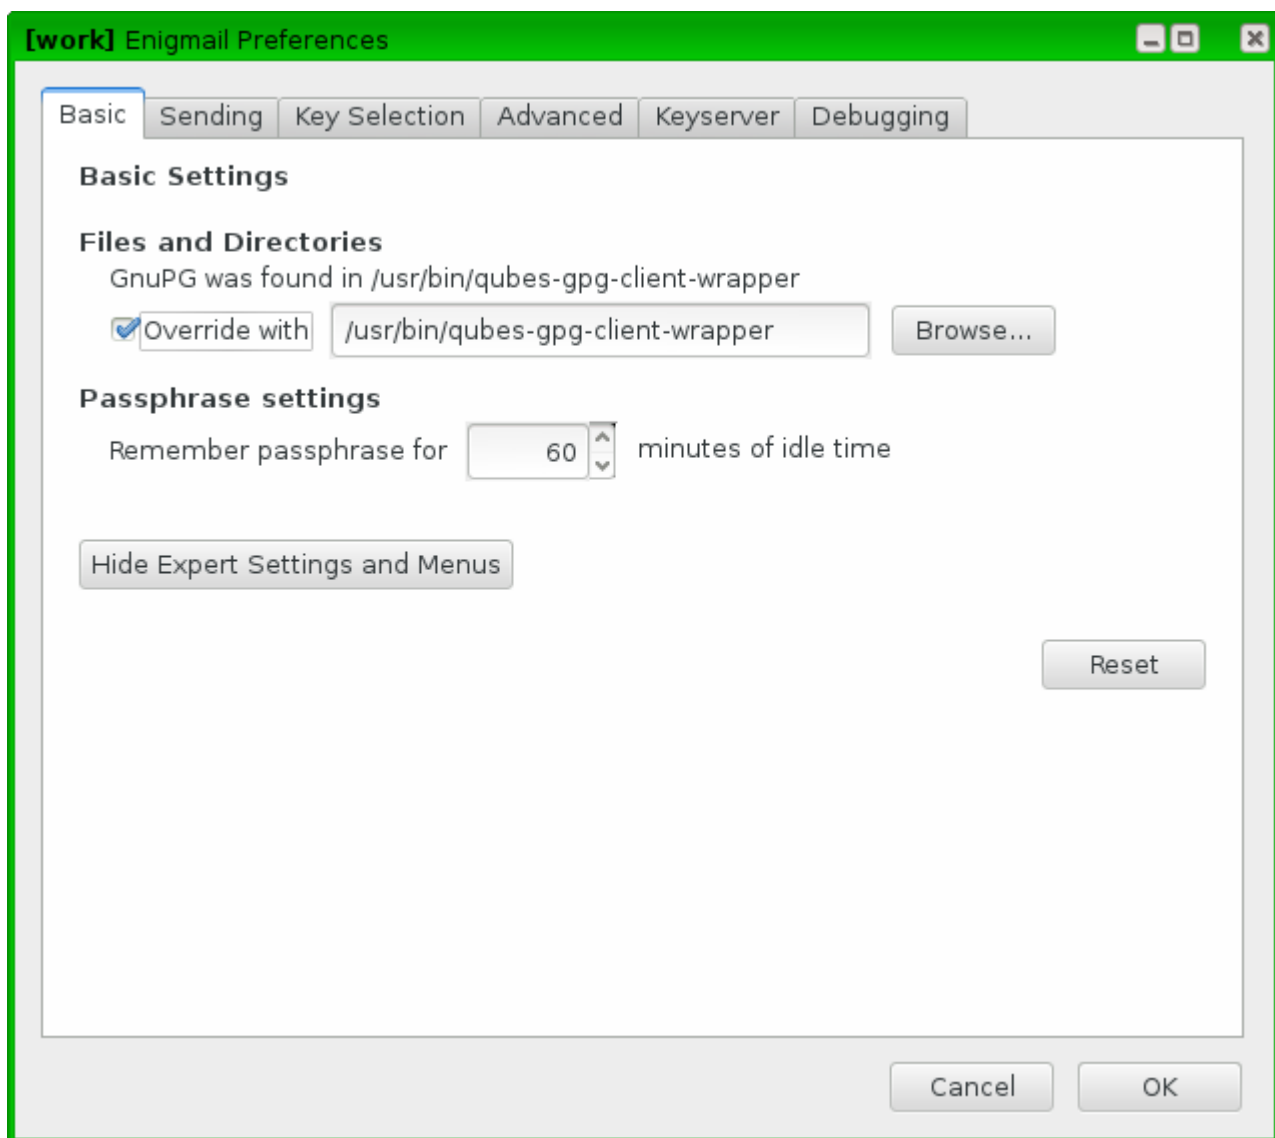 [work] Enigmail Preferences
Basic Sending Key Selection Advanced Keyserver Debugging
Basic Settings
Files and Directories
GnuPG was found in /usr/bin/qubes-gpg-client-wrapper
Override with /usr/bin/qubes-gpg-client-wrapper Browse...
Passphrase settings
Remember passphrase for 60 minutes of idle time
Hide Expert Settings and Menus
Reset
Cancel OK